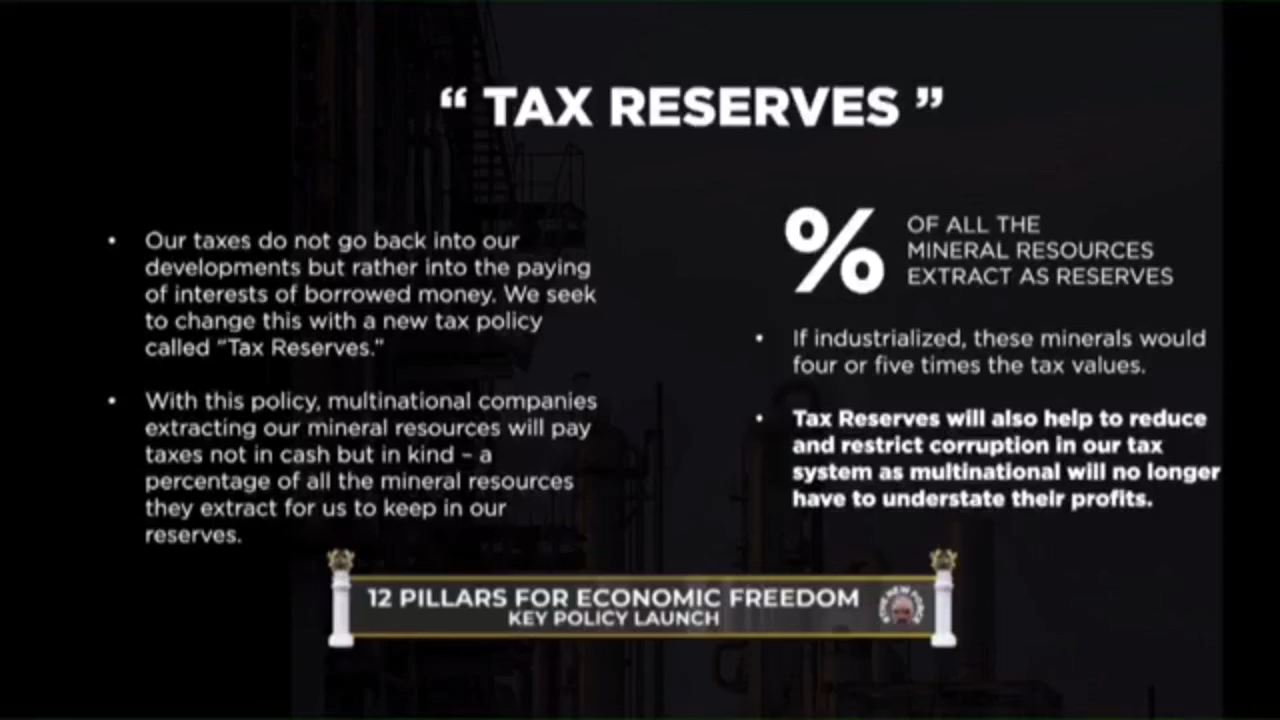 “ TAX RESERVES ”
• Our taxes do not go back into our
developments but rather into the paying
of interests of borrowed money. We seek
to change this with a new tax policy
called “Tax Reserves.”
• With this policy, multinational companies
extracting our mineral resources will pay
taxes not in cash but in kind – a
percentage of all the mineral resources
they extract for us to keep in our
reserves.
%
OF ALL THE
MINERAL RESOURCES
EXTRACT AS RESERVES
• If industrialized, these minerals would
four or five times the tax values.
• Tax Reserves will also help to reduce
and restrict corruption in our tax
system as multinational will no longer
have to understate their profits.
12 PILLARS FOR ECONOMIC FREEDOM
KEY POLICY LAUNCH